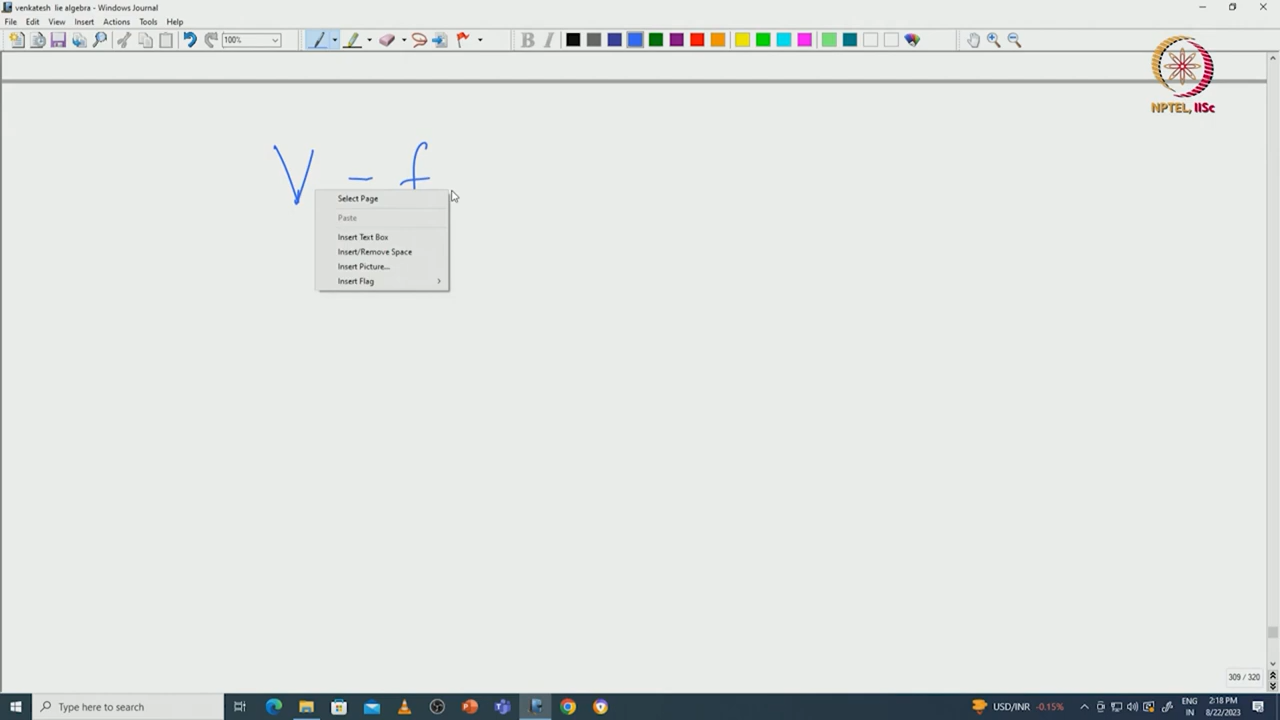 venkatesh lie algebra - Windows Journal
File Edit View Insert Actions Tools Help
100%
B I
NPTEL, IISc
V - f
Select Page
Paste
Insert Text Box
Insert/Remove Space
Insert Picture...
Insert Flag
309 / 320
Type here to search
USD/INR -0.15%
ENG
IN
2:18 PM
8/22/2023